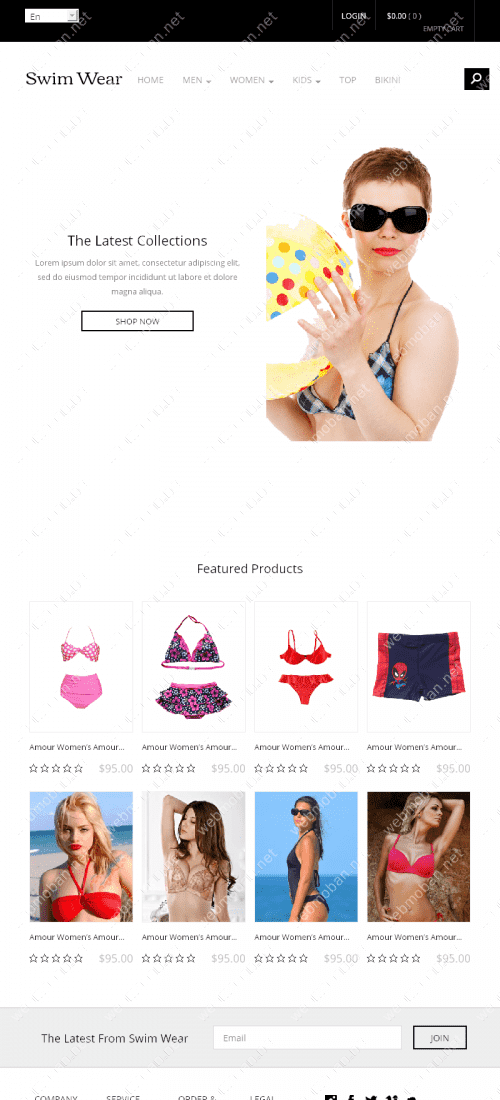 En
LOGIN
$0.00 ( 0 )
EMPTY CART
Swim Wear
HOME
MEN
WOMEN
KIDS
TOP
BIKINI
The Latest Collections
Lorem ipsum dolor sit amet, consectetur adipiscing elit,
sed do eiusmod tempor incididunt ut labore et dolore
magna aliqua.
SHOP NOW
Featured Products
Amour Women's Amour...
Amour Women's Amour...
Amour Women's Amour...
Amour Women's Amour...
$95.00
$95.00
$95.00
$95.00
Amour Women's Amour...
Amour Women's Amour...
Amour Women's Amour...
Amour Women's Amour...
$95.00
$95.00
$95.00
$95.00
The Latest From Swim Wear
Email
JOIN
COMPANY
SERVICE
ORDER &
LEGAL
webmoban.net